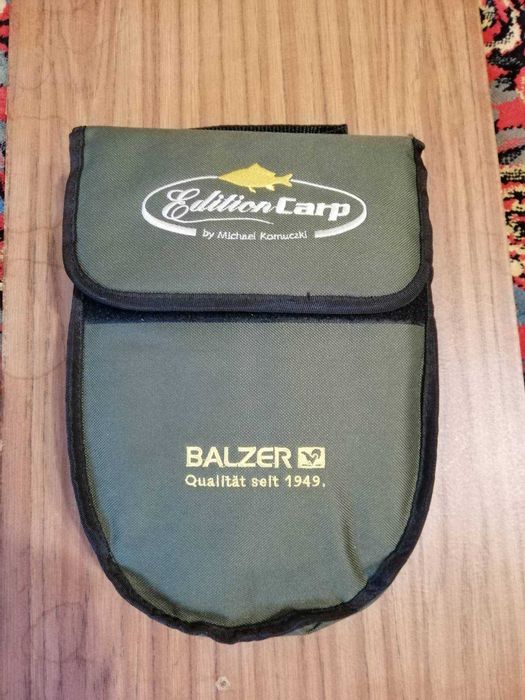 Edition Carp
by Michael Komuczki
BALZER
Qualität seit 1949.